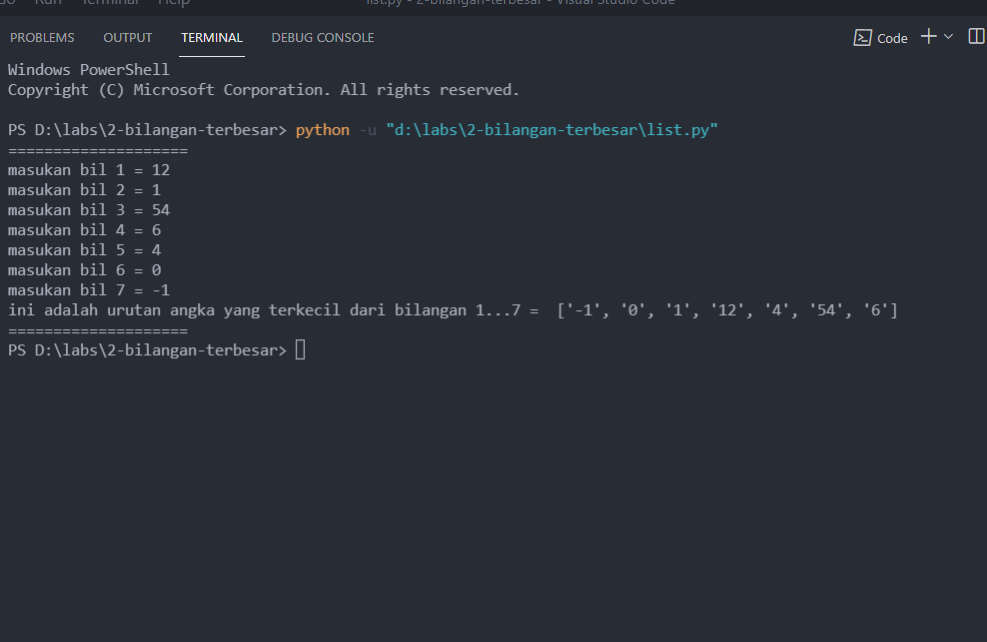 Run Terminal Help list.py - 2-bilangan-terbesar - Visual Studio Code
PROBLEMS OUTPUT TERMINAL DEBUG CONSOLE Code
Windows PowerShell
Copyright (C) Microsoft Corporation. All rights reserved.
PS D:\labs\2-bilangan-terbesar> python -u "d:\labs\2-bilangan-terbesar\list.py"
====================
masukan bil 1 = 12
masukan bil 2 = 1
masukan bil 3 = 54
masukan bil 4 = 6
masukan bil 5 = 4
masukan bil 6 = 0
masukan bil 7 = -1
ini adalah urutan angka yang terkecil dari bilangan 1...7 =  ['-1', '0', '1', '12', '4', '54', '6']
====================
PS D:\labs\2-bilangan-terbesar>